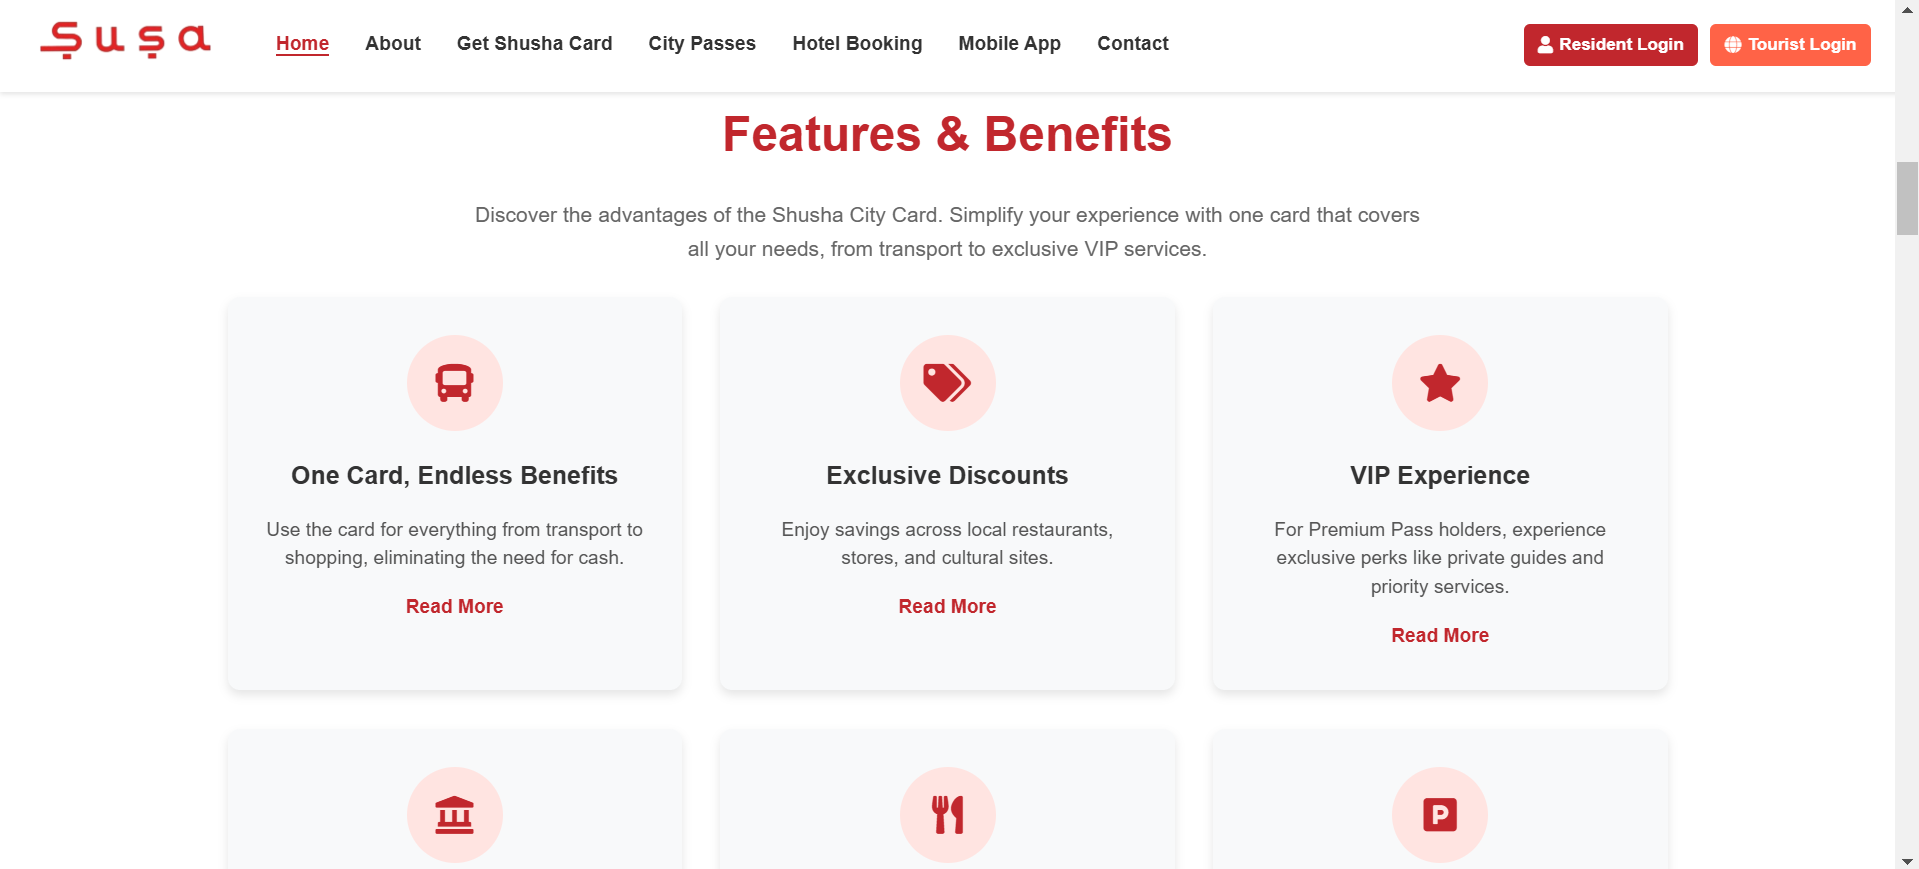 Şuşa
Home About Get Shusha Card City Passes Hotel Booking Mobile App Contact Resident Login Tourist Login
Features & Benefits
Discover the advantages of the Shusha City Card. Simplify your experience with one card that covers
all your needs, from transport to exclusive VIP services.
One Card, Endless Benefits
Use the card for everything from transport to
shopping, eliminating the need for cash.
Read More
Exclusive Discounts
Enjoy savings across local restaurants,
stores, and cultural sites.
Read More
VIP Experience
For Premium Pass holders, experience
exclusive perks like private guides and
priority services.
Read More
P